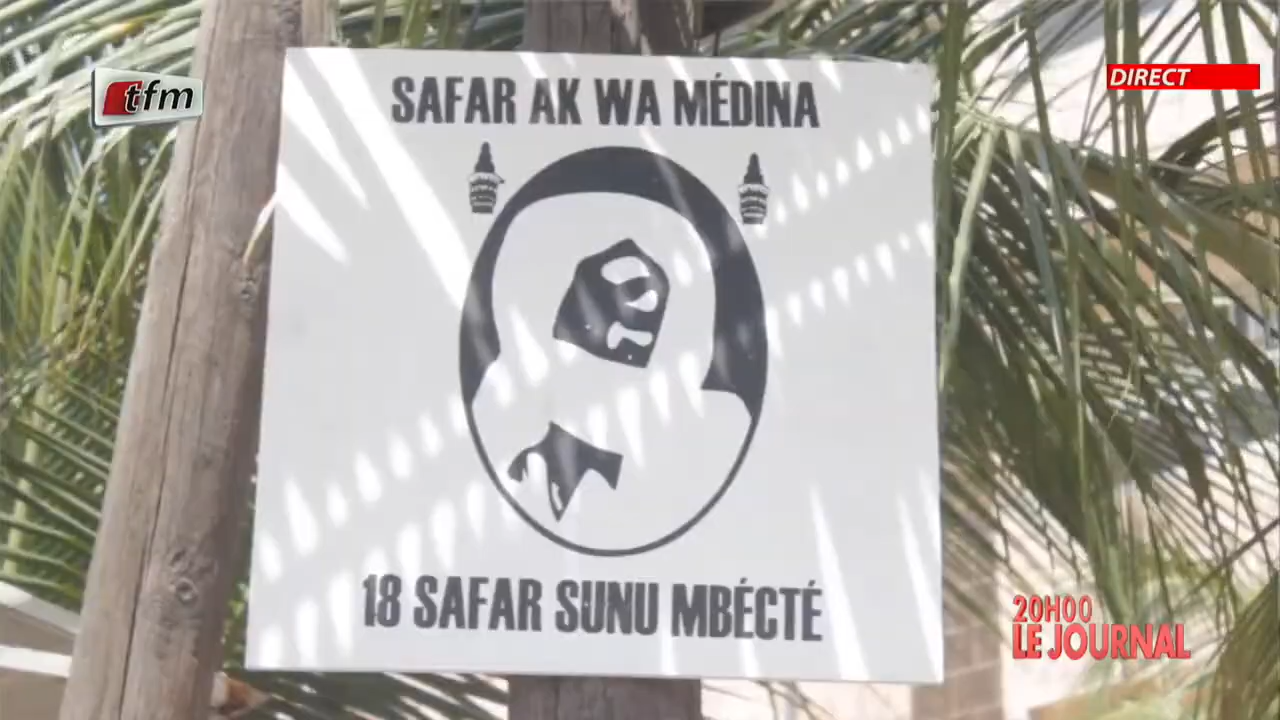 tfm
DIRECT
SAFAR AK WA MÉDINA
18 SAFAR SUNU MBÉCTÉ
20H00
LE JOURNAL